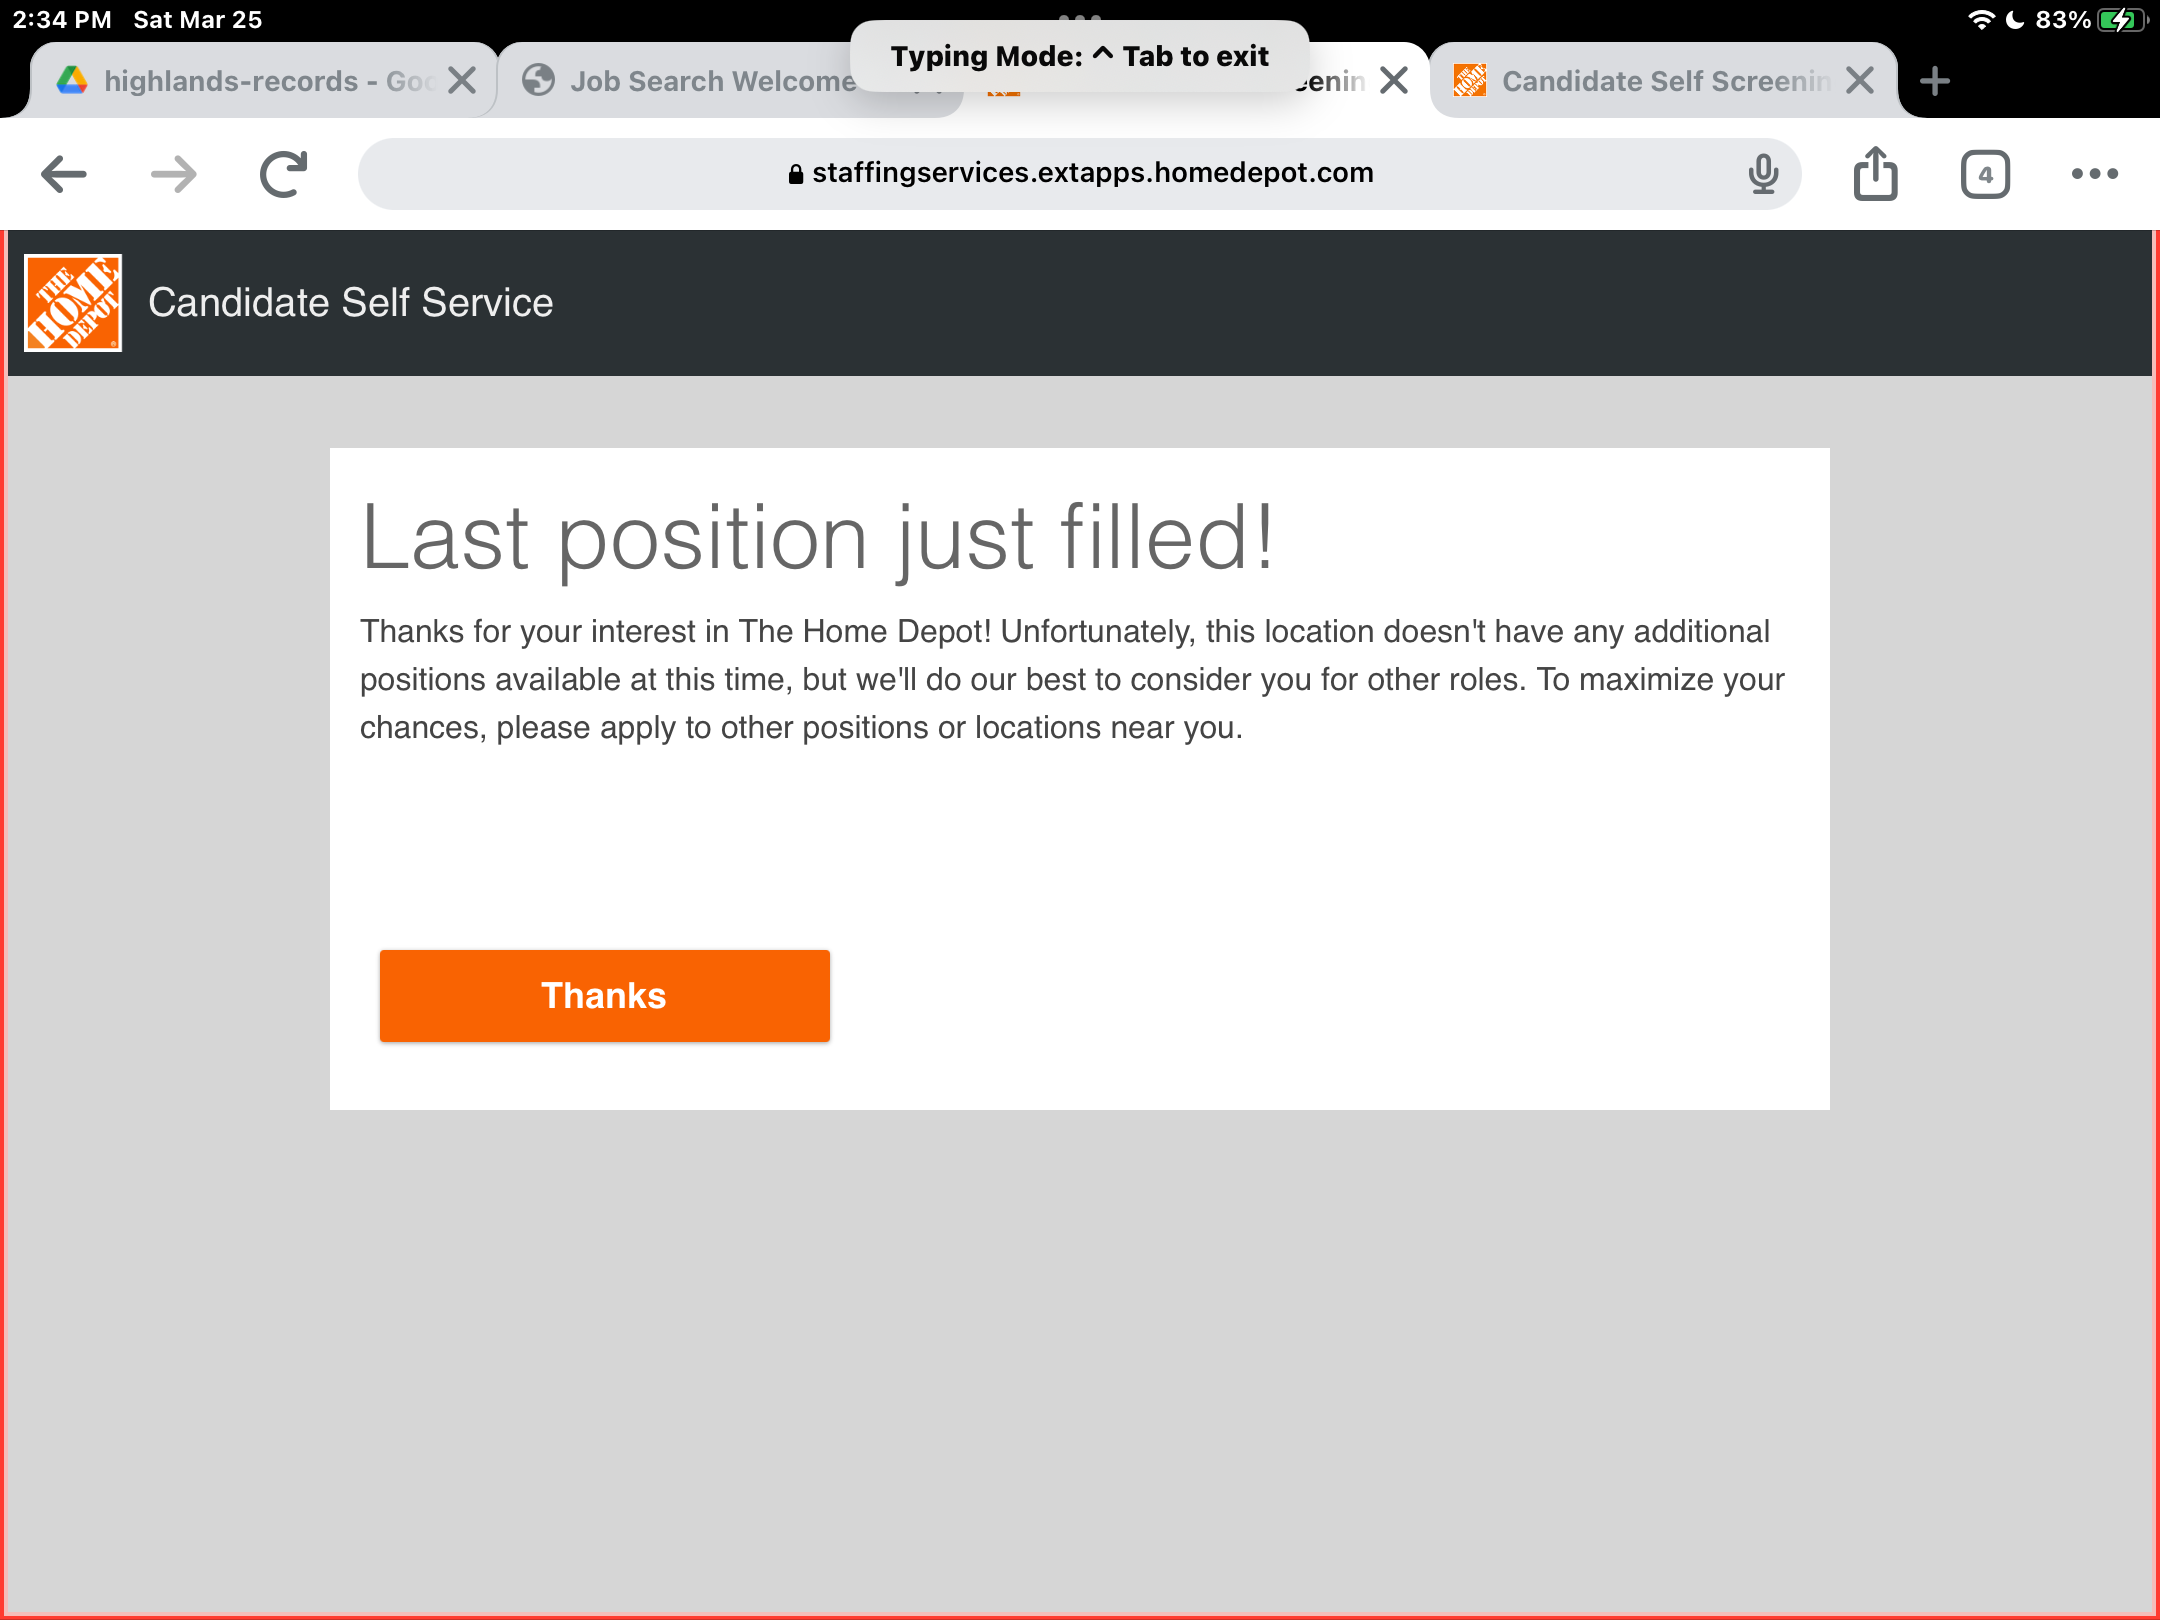 2:34 PM Sat Mar 25
83%
Typing Mode: ^ Tab to exit
highlands-records - Goo
Job Search Welcome
eenin
Candidate Self Screenin
staffingservices.extapps.homedepot.com
4
THE HOME DEPOT
Candidate Self Service
Last position just filled!
Thanks for your interest in The Home Depot! Unfortunately, this location doesn't have any additional
positions available at this time, but we'll do our best to consider you for other roles. To maximize your
chances, please apply to other positions or locations near you.
Thanks